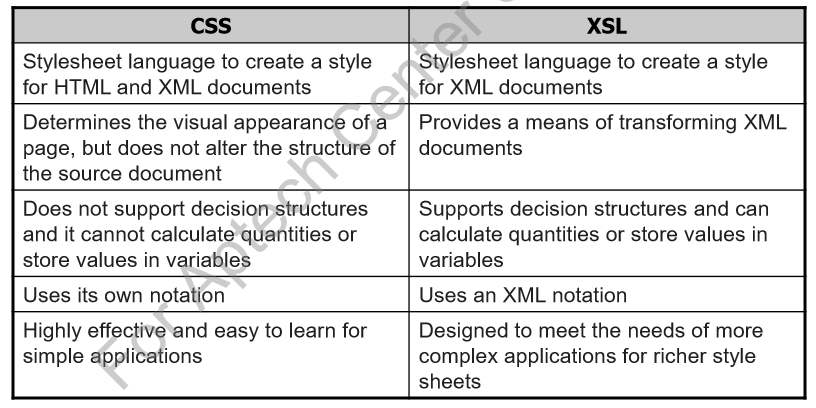 CSS
XSL
Stylesheet language to create a style
for HTML and XML documents
Stylesheet language to create a style
for XML documents
Determines the visual appearance of a
page, but does not alter the structure of
the source document
Provides a means of transforming XML
documents
Does not support decision structures
and it cannot calculate quantities or
store values in variables
Supports decision structures and can
calculate quantities or store values in
variables
Uses its own notation
Uses an XML notation
Highly effective and easy to learn for
simple applications
Designed to meet the needs of more
complex applications for richer style
sheets
For Aptech Center